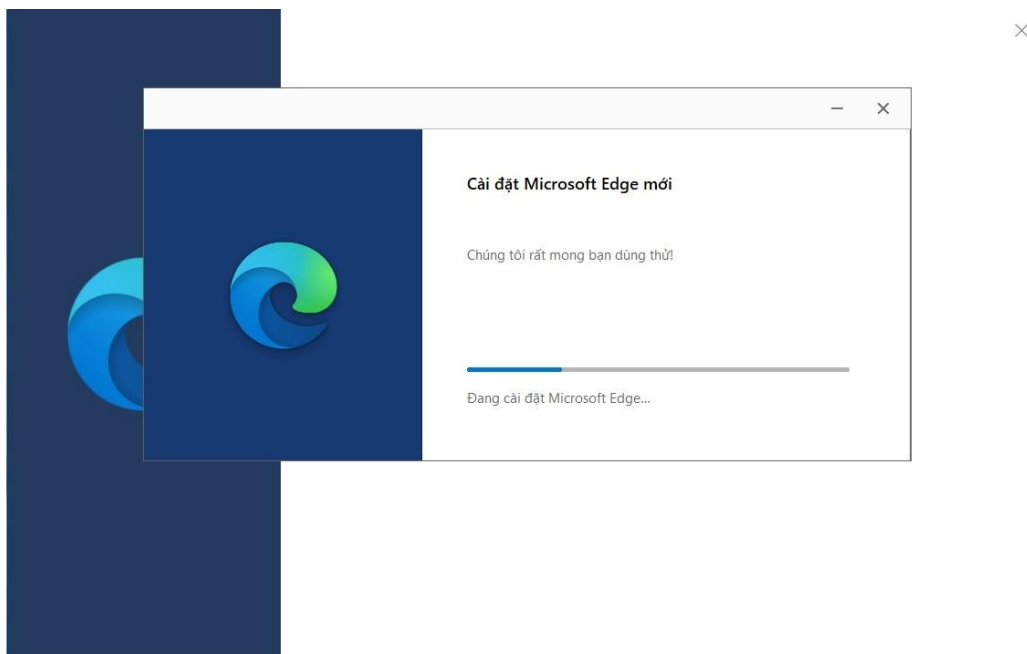 Cài đặt Microsoft Edge mới
Chúng tôi rất mong bạn dùng thử!
Đang cài đặt Microsoft Edge...